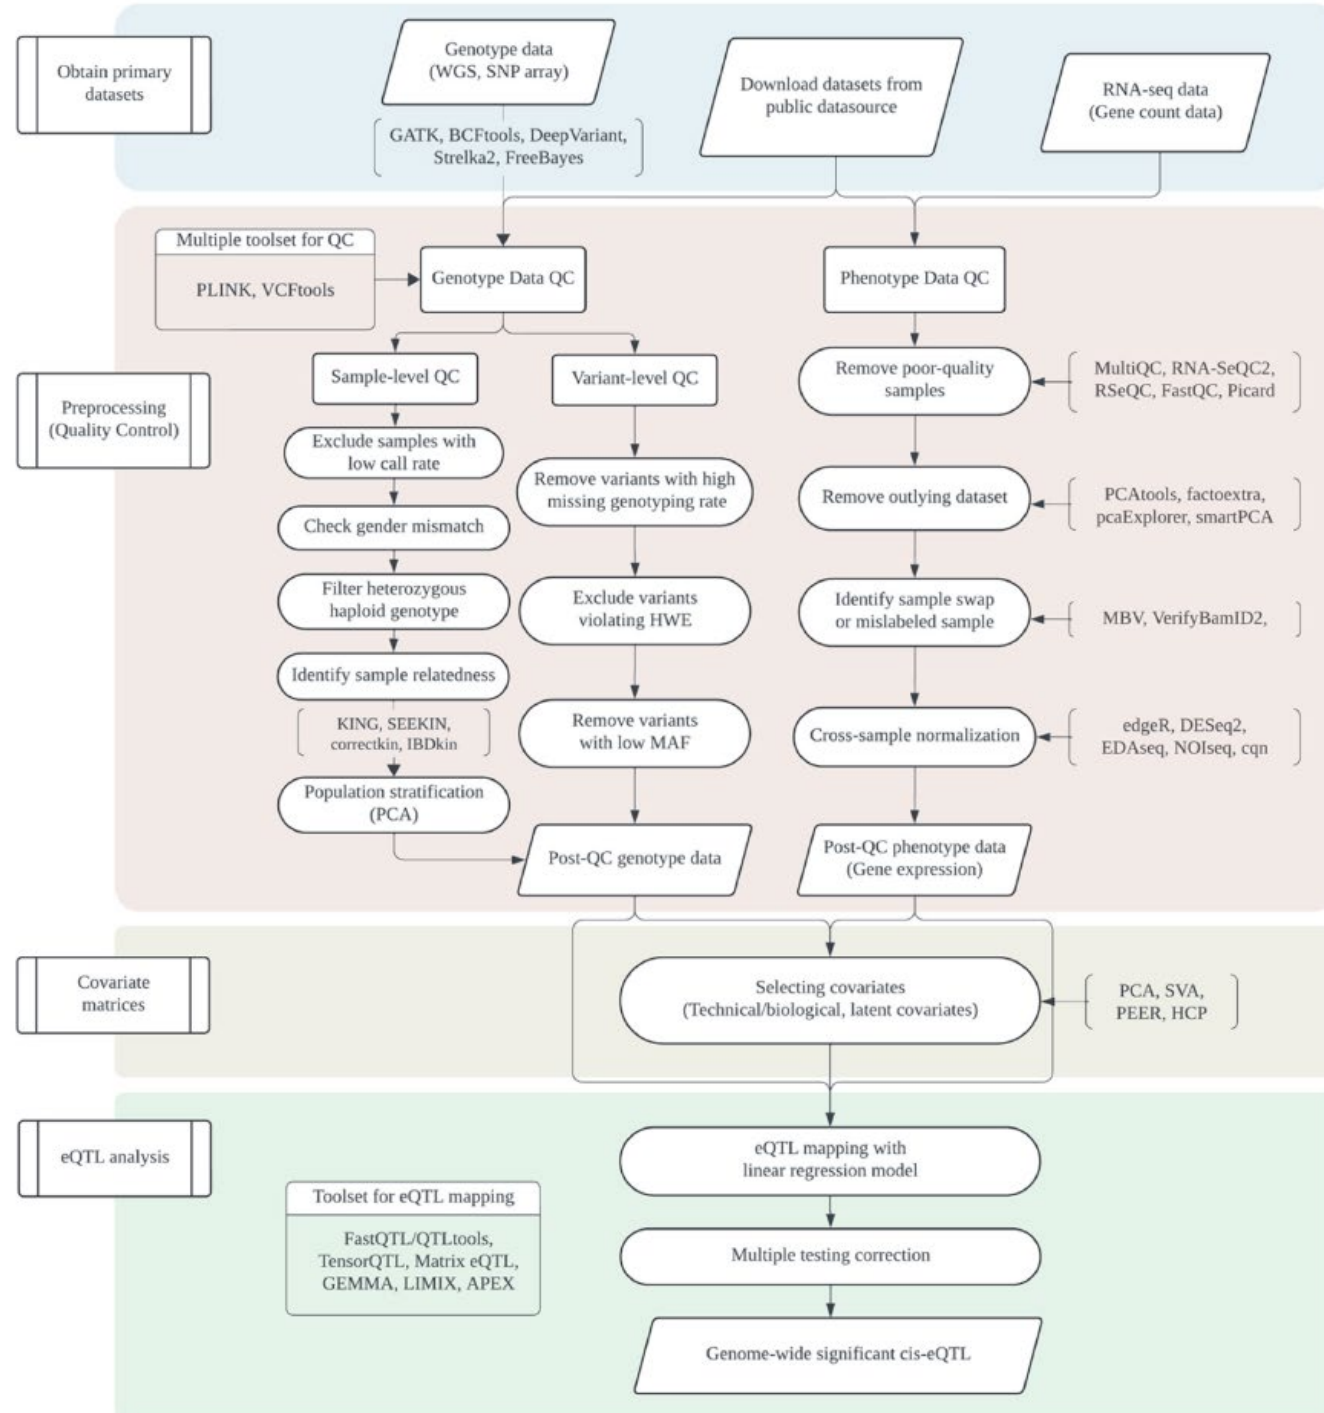 Obtain primary
datasets
Genotype data
(WGS, SNP array)
GATK, BCFtools, DeepVariant,
Strelka2, FreeBayes
Download datasets from
public datasource
RNA-seq data
(Gene count data)
Preprocessing
(Quality Control)
Multiple toolset for QC
PLINK, VCFtools
Genotype Data QC
Sample-level QC
Exclude samples with
low call rate
Check gender mismatch
Filter heterozygous
haploid genotype
Identify sample relatedness
KING, SEEKIN,
correctkin, IBDkin
Population stratification
(PCA)
Variant-level QC
Remove variants with high
missing genotyping rate
Exclude variants
violating HWE
Remove variants
with low MAF
Post-QC genotype data
Phenotype Data QC
Remove poor-quality
samples
MultiQC, RNA-SeQC2,
RSeQC, FastQC, Picard
Remove outlying dataset
PCAtools, factoextra,
pcaExplorer, smartPCA
Identify sample swap
or mislabeled sample
MBV, VerifyBamID2,
Cross-sample normalization
edgeR, DESeq2,
EDAseq, NOIseq, cqn
Post-QC phenotype data
(Gene expression)
Covariate
matrices
Selecting covariates
(Technical/biological, latent covariates)
PCA, SVA,
PEER, HCP
eQTL analysis
Toolset for eQTL mapping
FastQTL/QTLtools,
TensorQTL, Matrix eQTL,
GEMMA, LIMIX, APEX
eQTL mapping with
linear regression model
Multiple testing correction
Genome-wide significant cis-eQTL